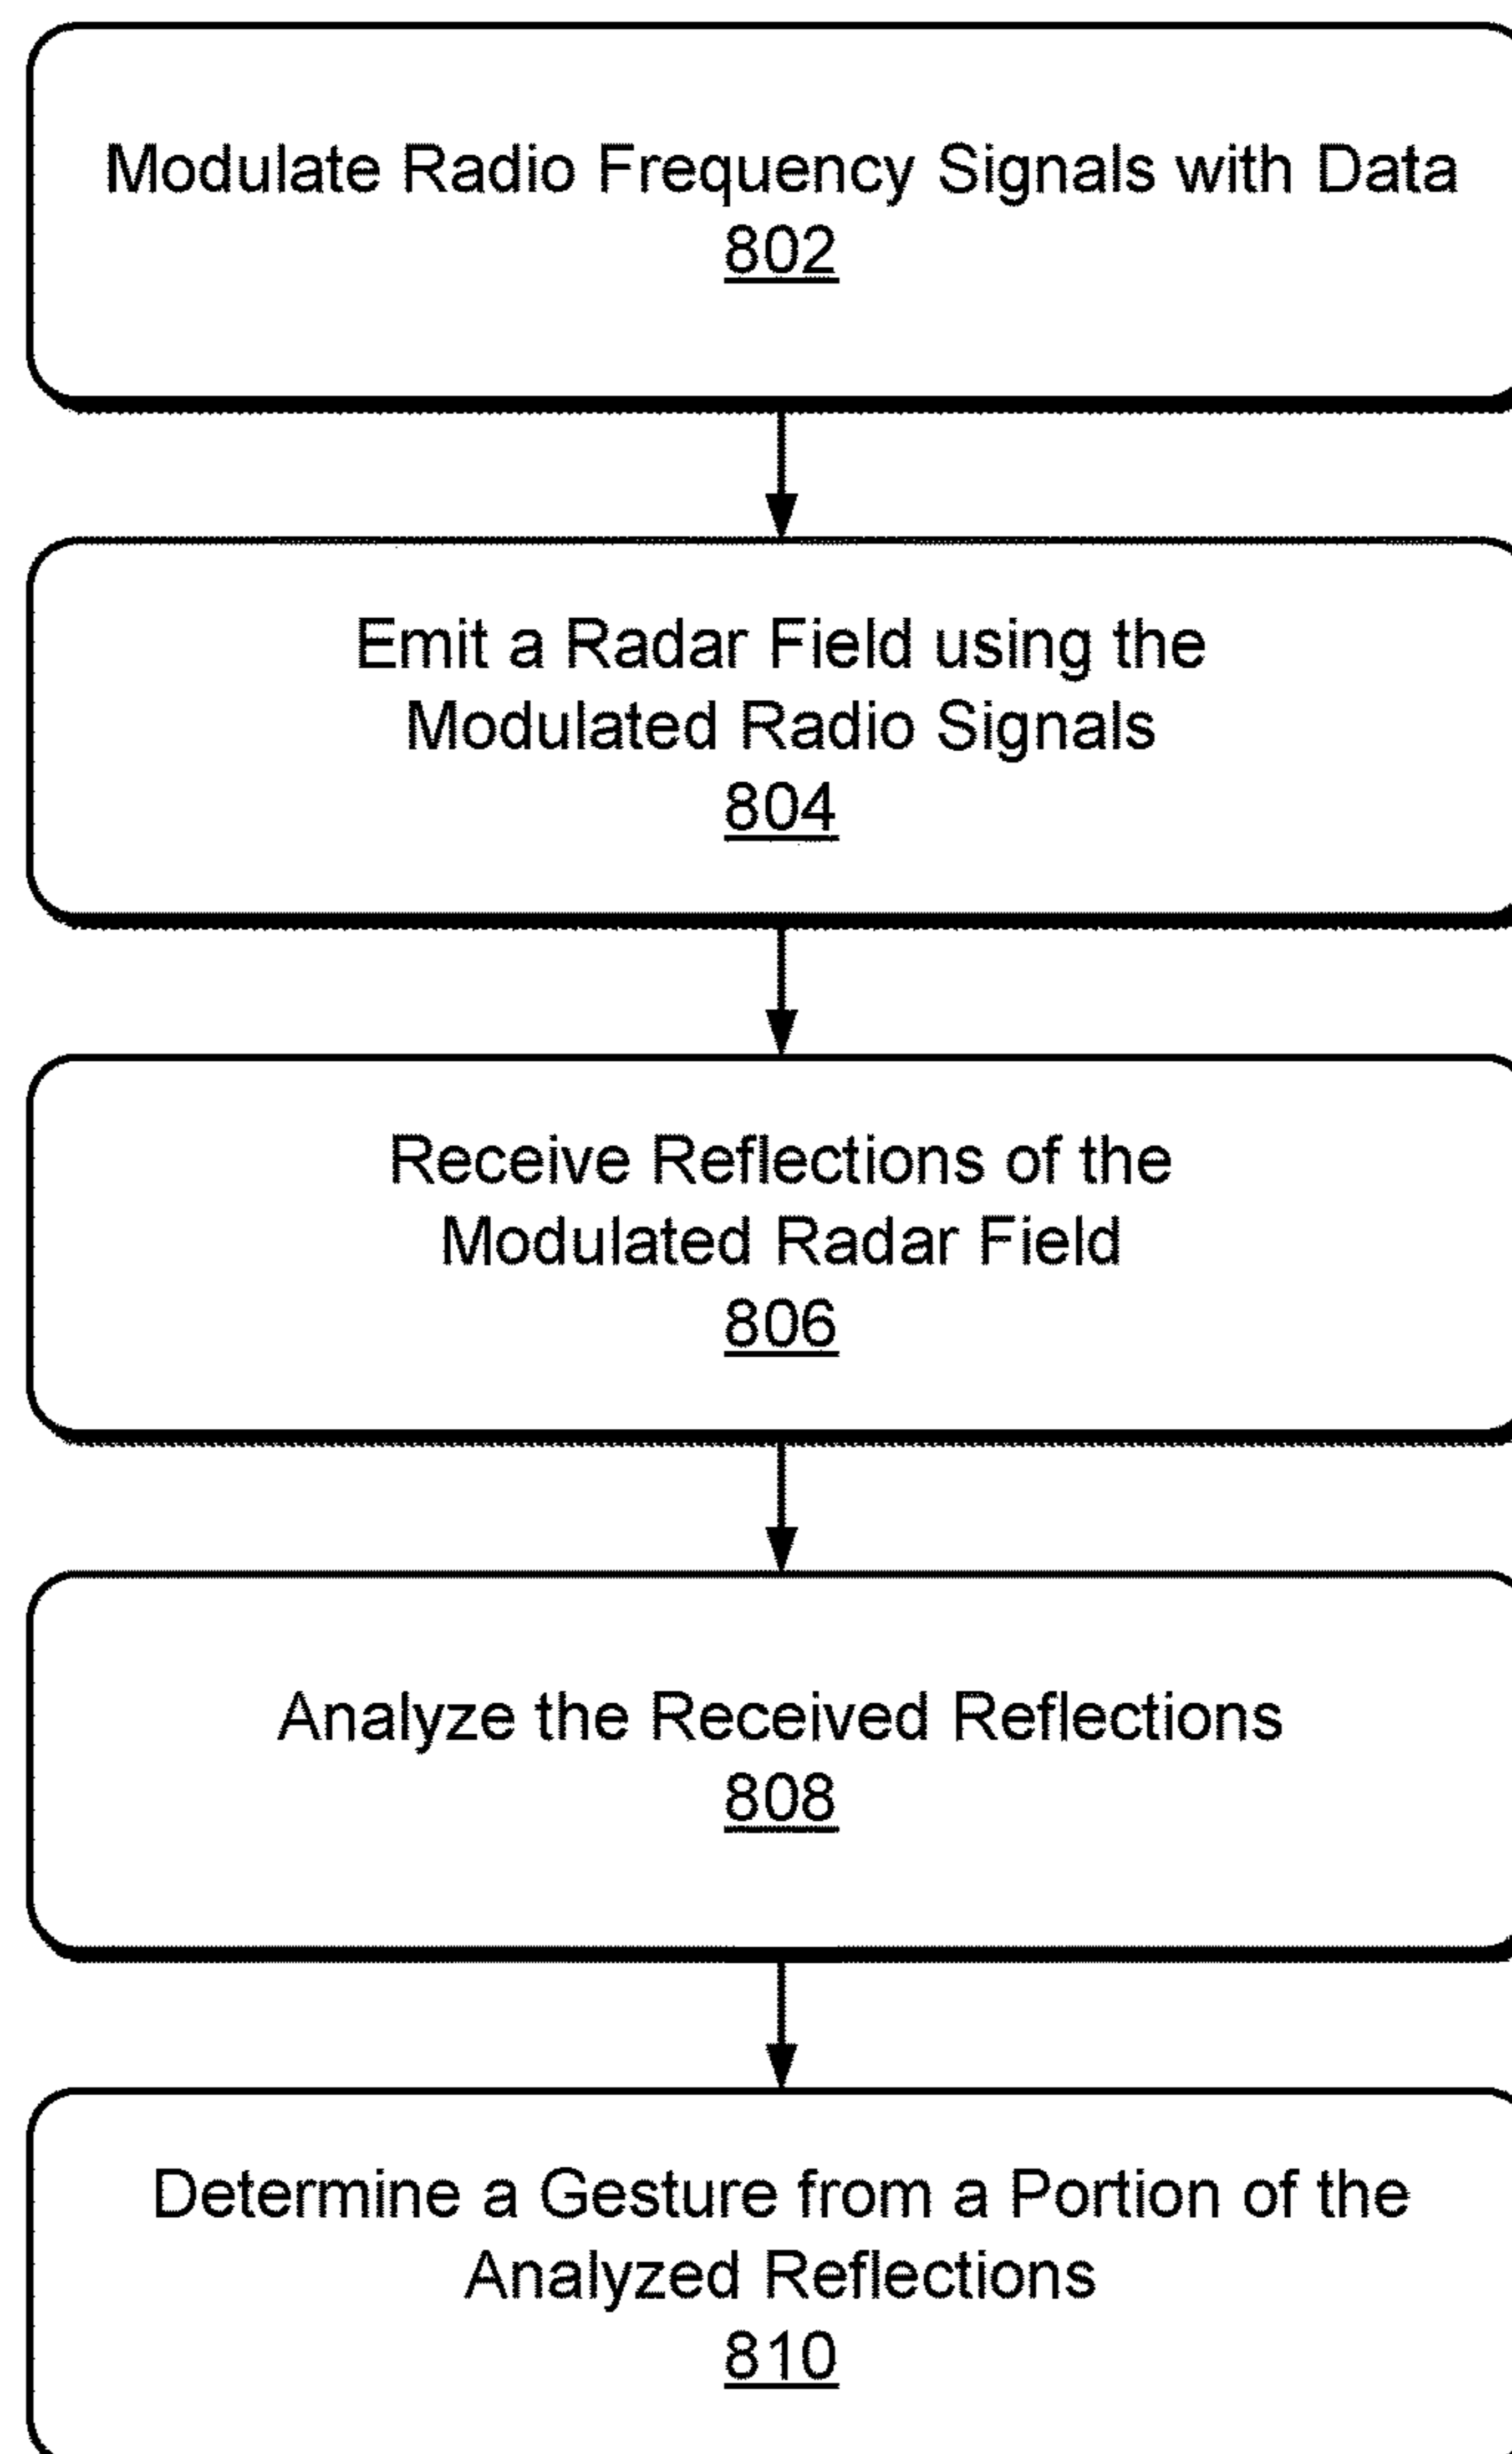 Modulate Radio Frequency Signals with Data
802
Emit a Radar Field using the
Modulated Radio Signals
804
Receive Reflections of the
Modulated Radar Field
806
Analyze the Received Reflections
808
Determine a Gesture from a Portion of the
Analyzed Reflections
810